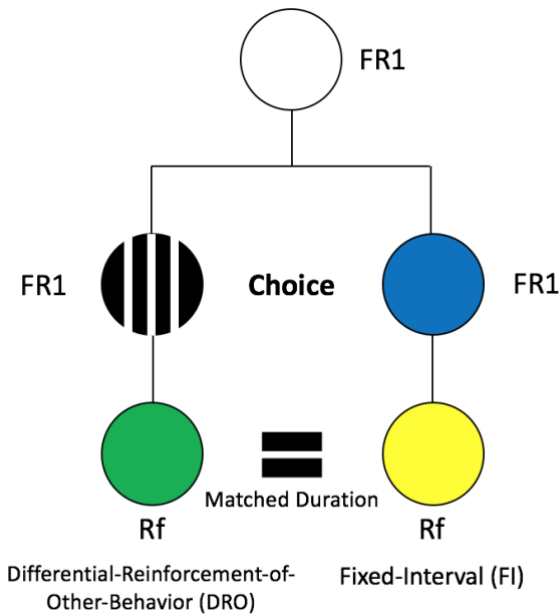 FR1
FR1
Choice
FR1
Matched Duration
Rf
Rf
Differential-Reinforcement-of-
Other-Behavior (DRO)
Fixed-Interval (FI)